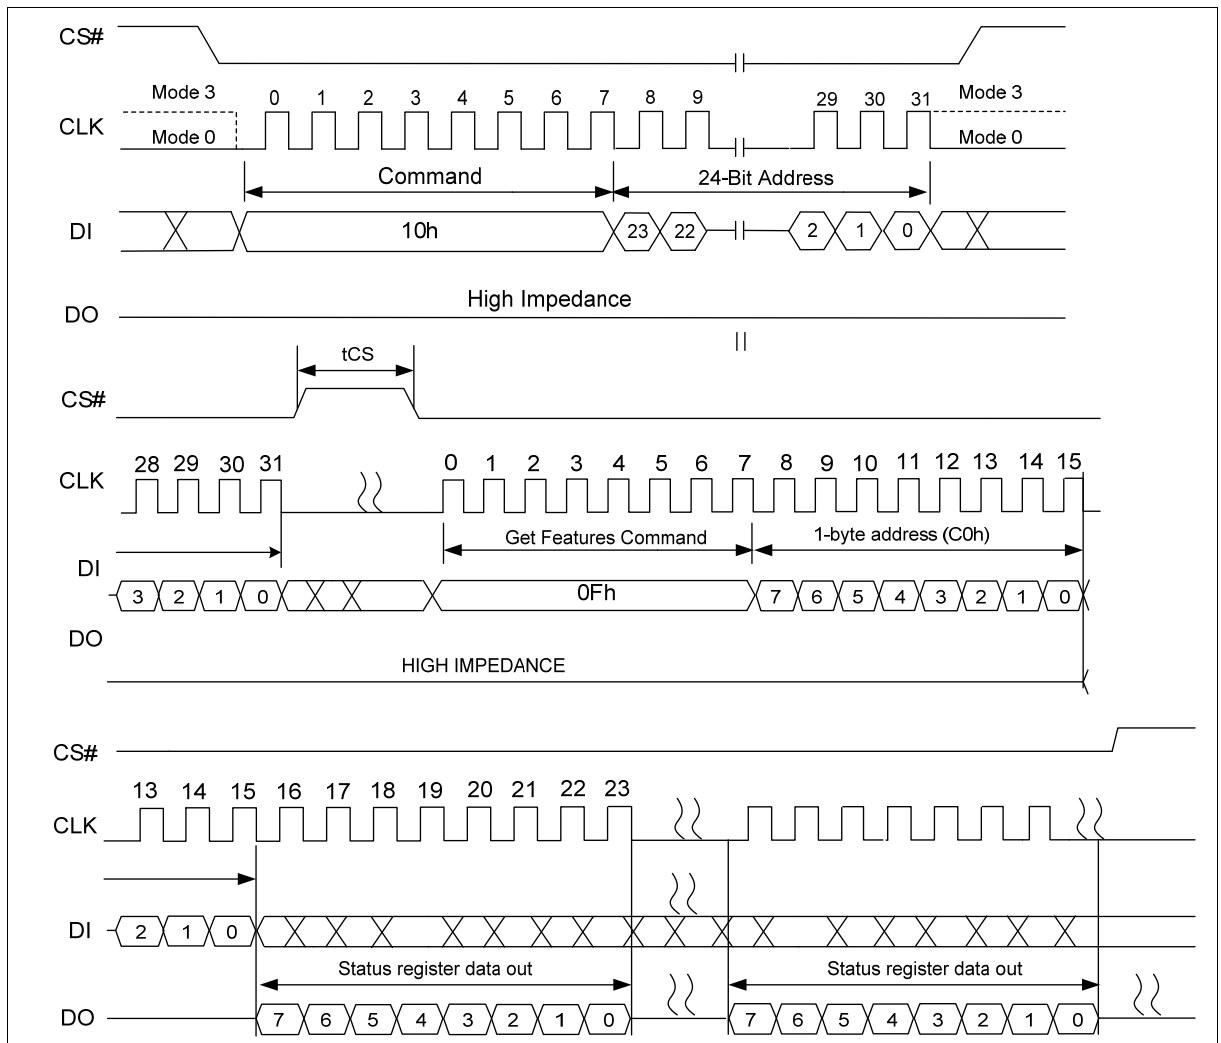 CS#
Mode 3
0 1 2 3 4 5 6 7 8 9 29 30 31
Mode 3
CLK
Mode 0
Mode 0
Command
24-Bit Address
DI
10h
23 22 2 1 0
High Impedance
DO
tCS
CS#
28 29 30 31 0 1 2 3 4 5 6 7 8 9 10 11 12 13 14 15
CLK
Get Features Command
1-byte address (C0h)
DI
3 2 1 0
0Fh
7 6 5 4 3 2 1 0
DO
HIGH IMPEDANCE
CS#
13 14 15 16 17 18 19 20 21 22 23
CLK
DI
2 1 0
Status register data out
Status register data out
DO
7 6 5 4 3 2 1 0
7 6 5 4 3 2 1 0